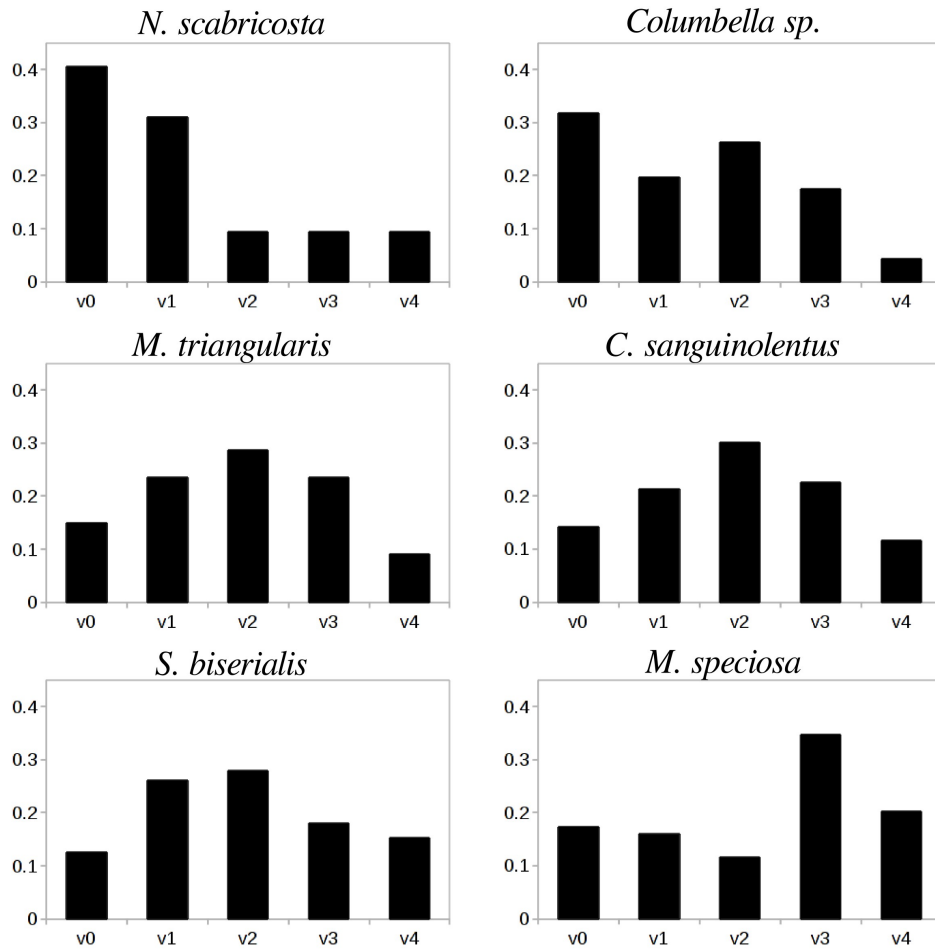 N. scabricosta
0.4
0.3
0.2
0.1
0
v0 v1 v2 v3 v4
Columbella sp.
0.4
0.3
0.2
0.1
0
v0 v1 v2 v3 v4
M. triangularis
0.4
0.3
0.2
0.1
0
v0 v1 v2 v3 v4
C. sanguinolentus
0.4
0.3
0.2
0.1
0
v0 v1 v2 v3 v4
S. biserialis
0.4
0.3
0.2
0.1
0
v0 v1 v2 v3 v4
M. speciosa
0.4
0.3
0.2
0.1
0
v0 v1 v2 v3 v4